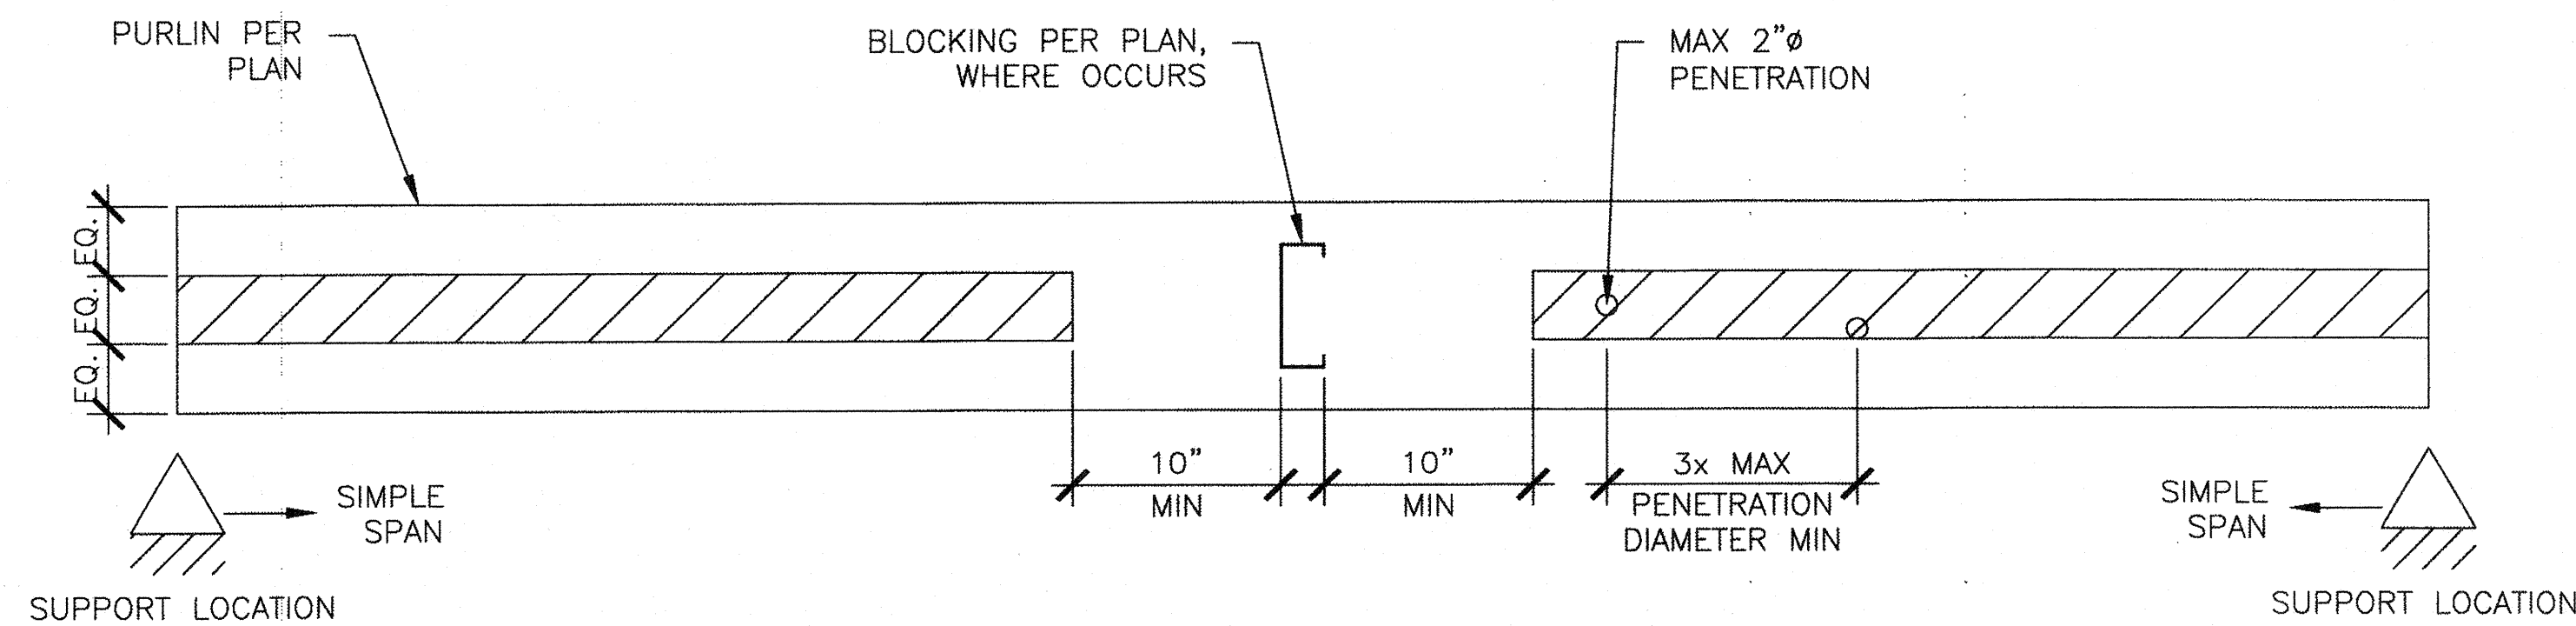 PURLIN PER
PLAN
BLOCKING PER PLAN,
WHERE OCCURS
MAX 2"ø
PENETRATION
EQ.
EQ.
EQ.
10"
MIN
10"
MIN
3x MAX
PENETRATION
DIAMETER MIN
SIMPLE
SPAN
SIMPLE
SPAN
SUPPORT LOCATION
SUPPORT LOCATION